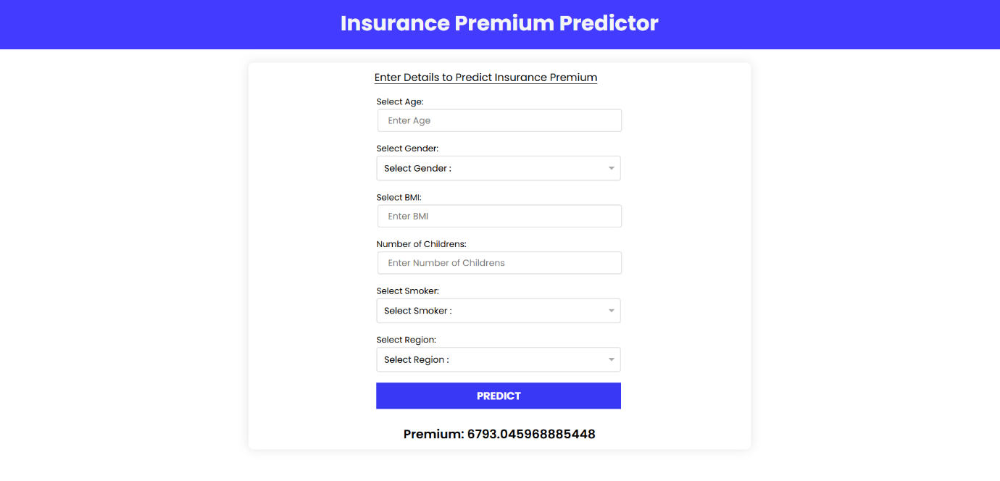 Insurance Premium Predictor
Enter Details to Predict Insurance Premium
Select Age:
Enter Age
Select Gender:
Select Gender :
Select BMI:
Enter BMI
Number of Childrens:
Enter Number of Childrens
Select Smoker:
Select Smoker :
Select Region:
Select Region :
PREDICT
Premium: 6793.045968885448